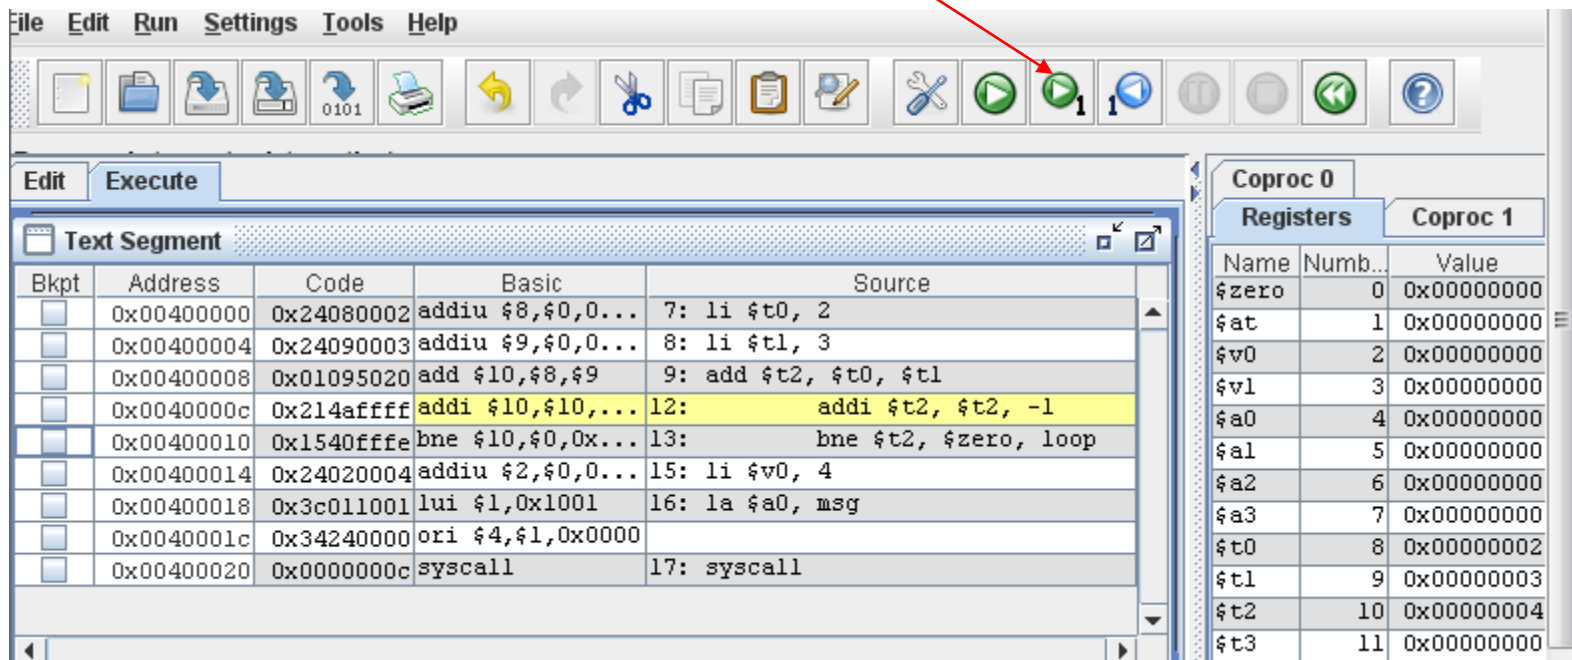 File Edit Run Settings Tools Help
0101
1
1
Edit Execute
Text Segment
Bkpt Address Code Basic Source
0x00400000 0x24080002 addiu $8,$0,0... 7: li $t0, 2
0x00400004 0x24090003 addiu $9,$0,0... 8: li $t1, 3
0x00400008 0x01095020 add $10,$8,$9 9: add $t2, $t0, $t1
0x0040000c 0x214affff addi $10,$10,... 12: addi $t2, $t2, -1
0x00400010 0x1540fffe bne $10,$0,0x... 13: bne $t2, $zero, loop
0x00400014 0x24020004 addiu $2,$0,0... 15: li $v0, 4
0x00400018 0x3c011001 lui $1,0x1001 16: la $a0, msg
0x0040001c 0x34240000 ori $4,$1,0x0000
0x00400020 0x0000000c syscall 17: syscall
Coproc 0
Registers Coproc 1
Name Numb... Value
$zero 0 0x00000000
$at 1 0x00000000
$v0 2 0x00000000
$v1 3 0x00000000
$a0 4 0x00000000
$a1 5 0x00000000
$a2 6 0x00000000
$a3 7 0x00000000
$t0 8 0x00000002
$t1 9 0x00000003
$t2 10 0x00000004
$t3 11 0x00000000